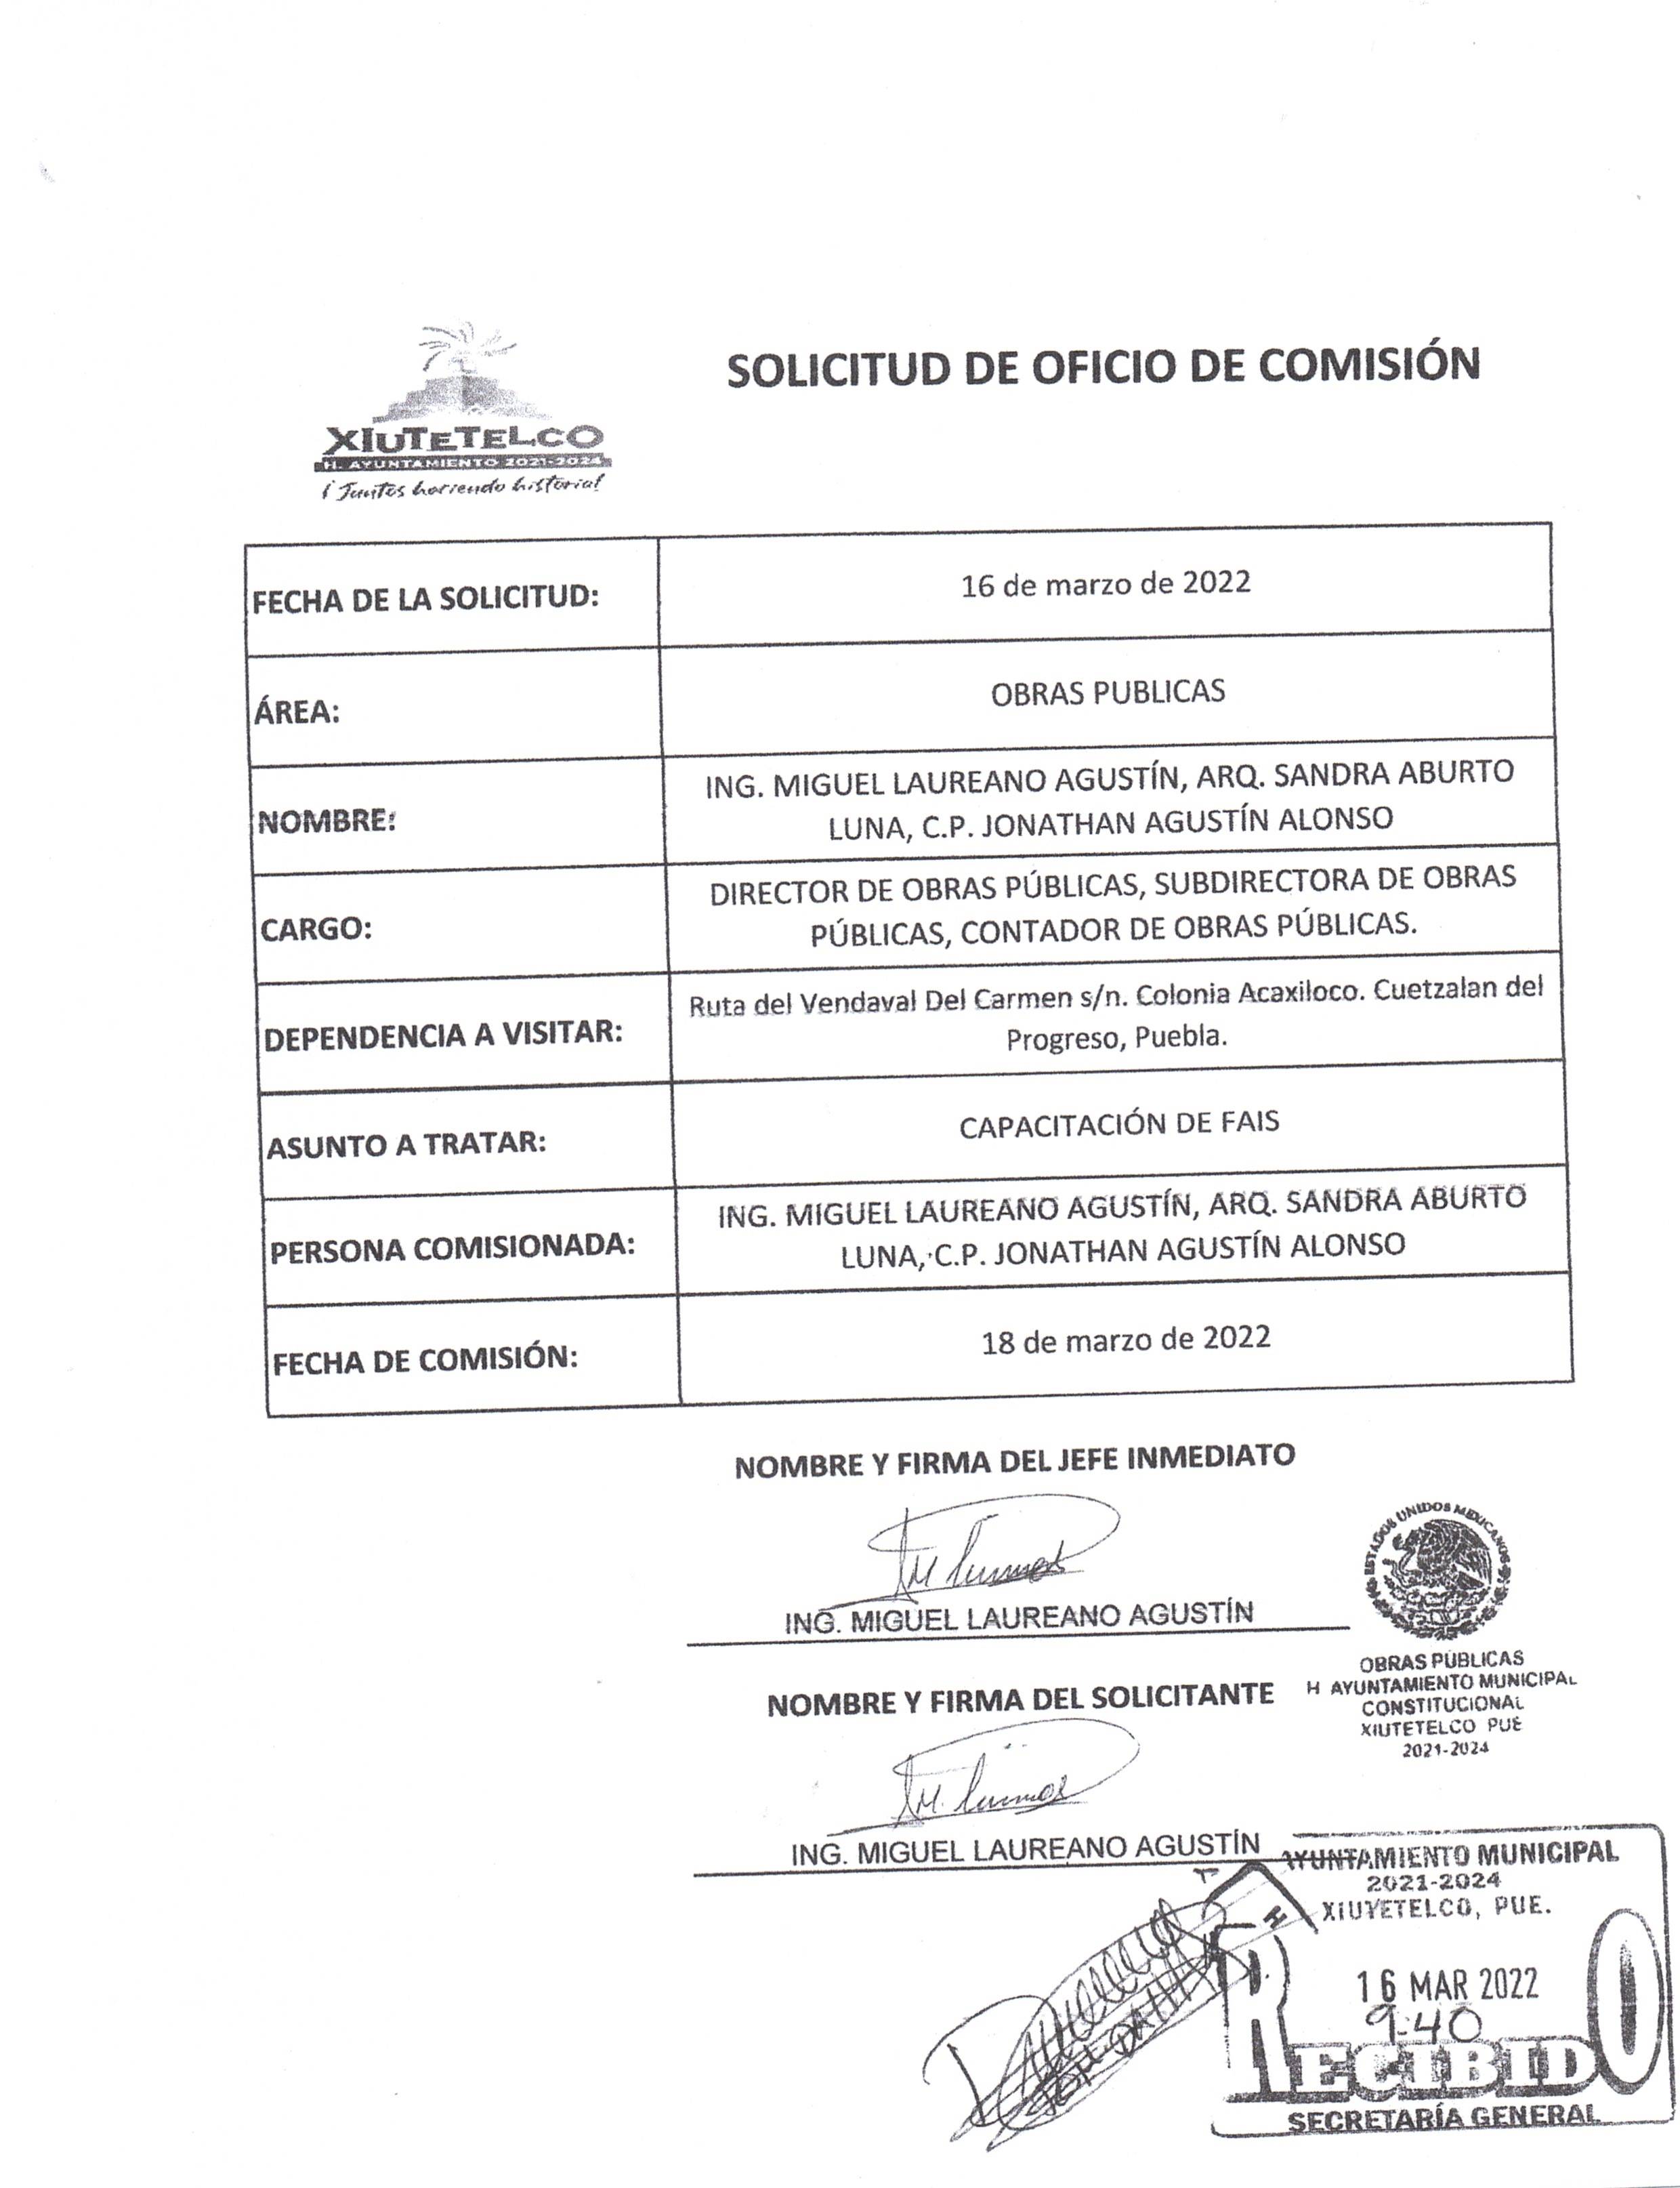 SOLICITUD DE OFICIO DE COMISIÓN
XIUTETELCO
H. AYUNTAMIENTO 2021-2024
¡Juntos haciendo historia!
FECHA DE LA SOLICITUD:
16 de marzo de 2022
ÁREA:
OBRAS PUBLICAS
NOMBRE:
ING. MIGUEL LAUREANO AGUSTÍN, ARQ. SANDRA ABURTO
LUNA, C.P. JONATHAN AGUSTÍN ALONSO
CARGO:
DIRECTOR DE OBRAS PÚBLICAS, SUBDIRECTORA DE OBRAS
PÚBLICAS, CONTADOR DE OBRAS PÚBLICAS.
DEPENDENCIA A VISITAR:
Ruta del Vendaval Del Carmen s/n. Colonia Acaxiloco. Cuetzalan del
Progreso, Puebla.
ASUNTO A TRATAR:
CAPACITACIÓN DE FAIS
PERSONA COMISIONADA:
ING. MIGUEL LAUREANO AGUSTÍN, ARQ. SANDRA ABURTO
LUNA, C.P. JONATHAN AGUSTÍN ALONSO
FECHA DE COMISIÓN:
18 de marzo de 2022
NOMBRE Y FIRMA DEL JEFE INMEDIATO
ING. MIGUEL LAUREANO AGUSTÍN
ESTADOS UNIDOS MEXICANOS
OBRAS PÚBLICAS
H AYUNTAMIENTO MUNICIPAL
CONSTITUCIONAL
XIUTETELCO PUE
2021-2024
NOMBRE Y FIRMA DEL SOLICITANTE
ING. MIGUEL LAUREANO AGUSTÍN
H AYUNTAMIENTO MUNICIPAL
2021-2024
XIUYETELCO, PUE.
16 MAR 2022
9:40
RECIBIDO
SECRETARÍA GENERAL